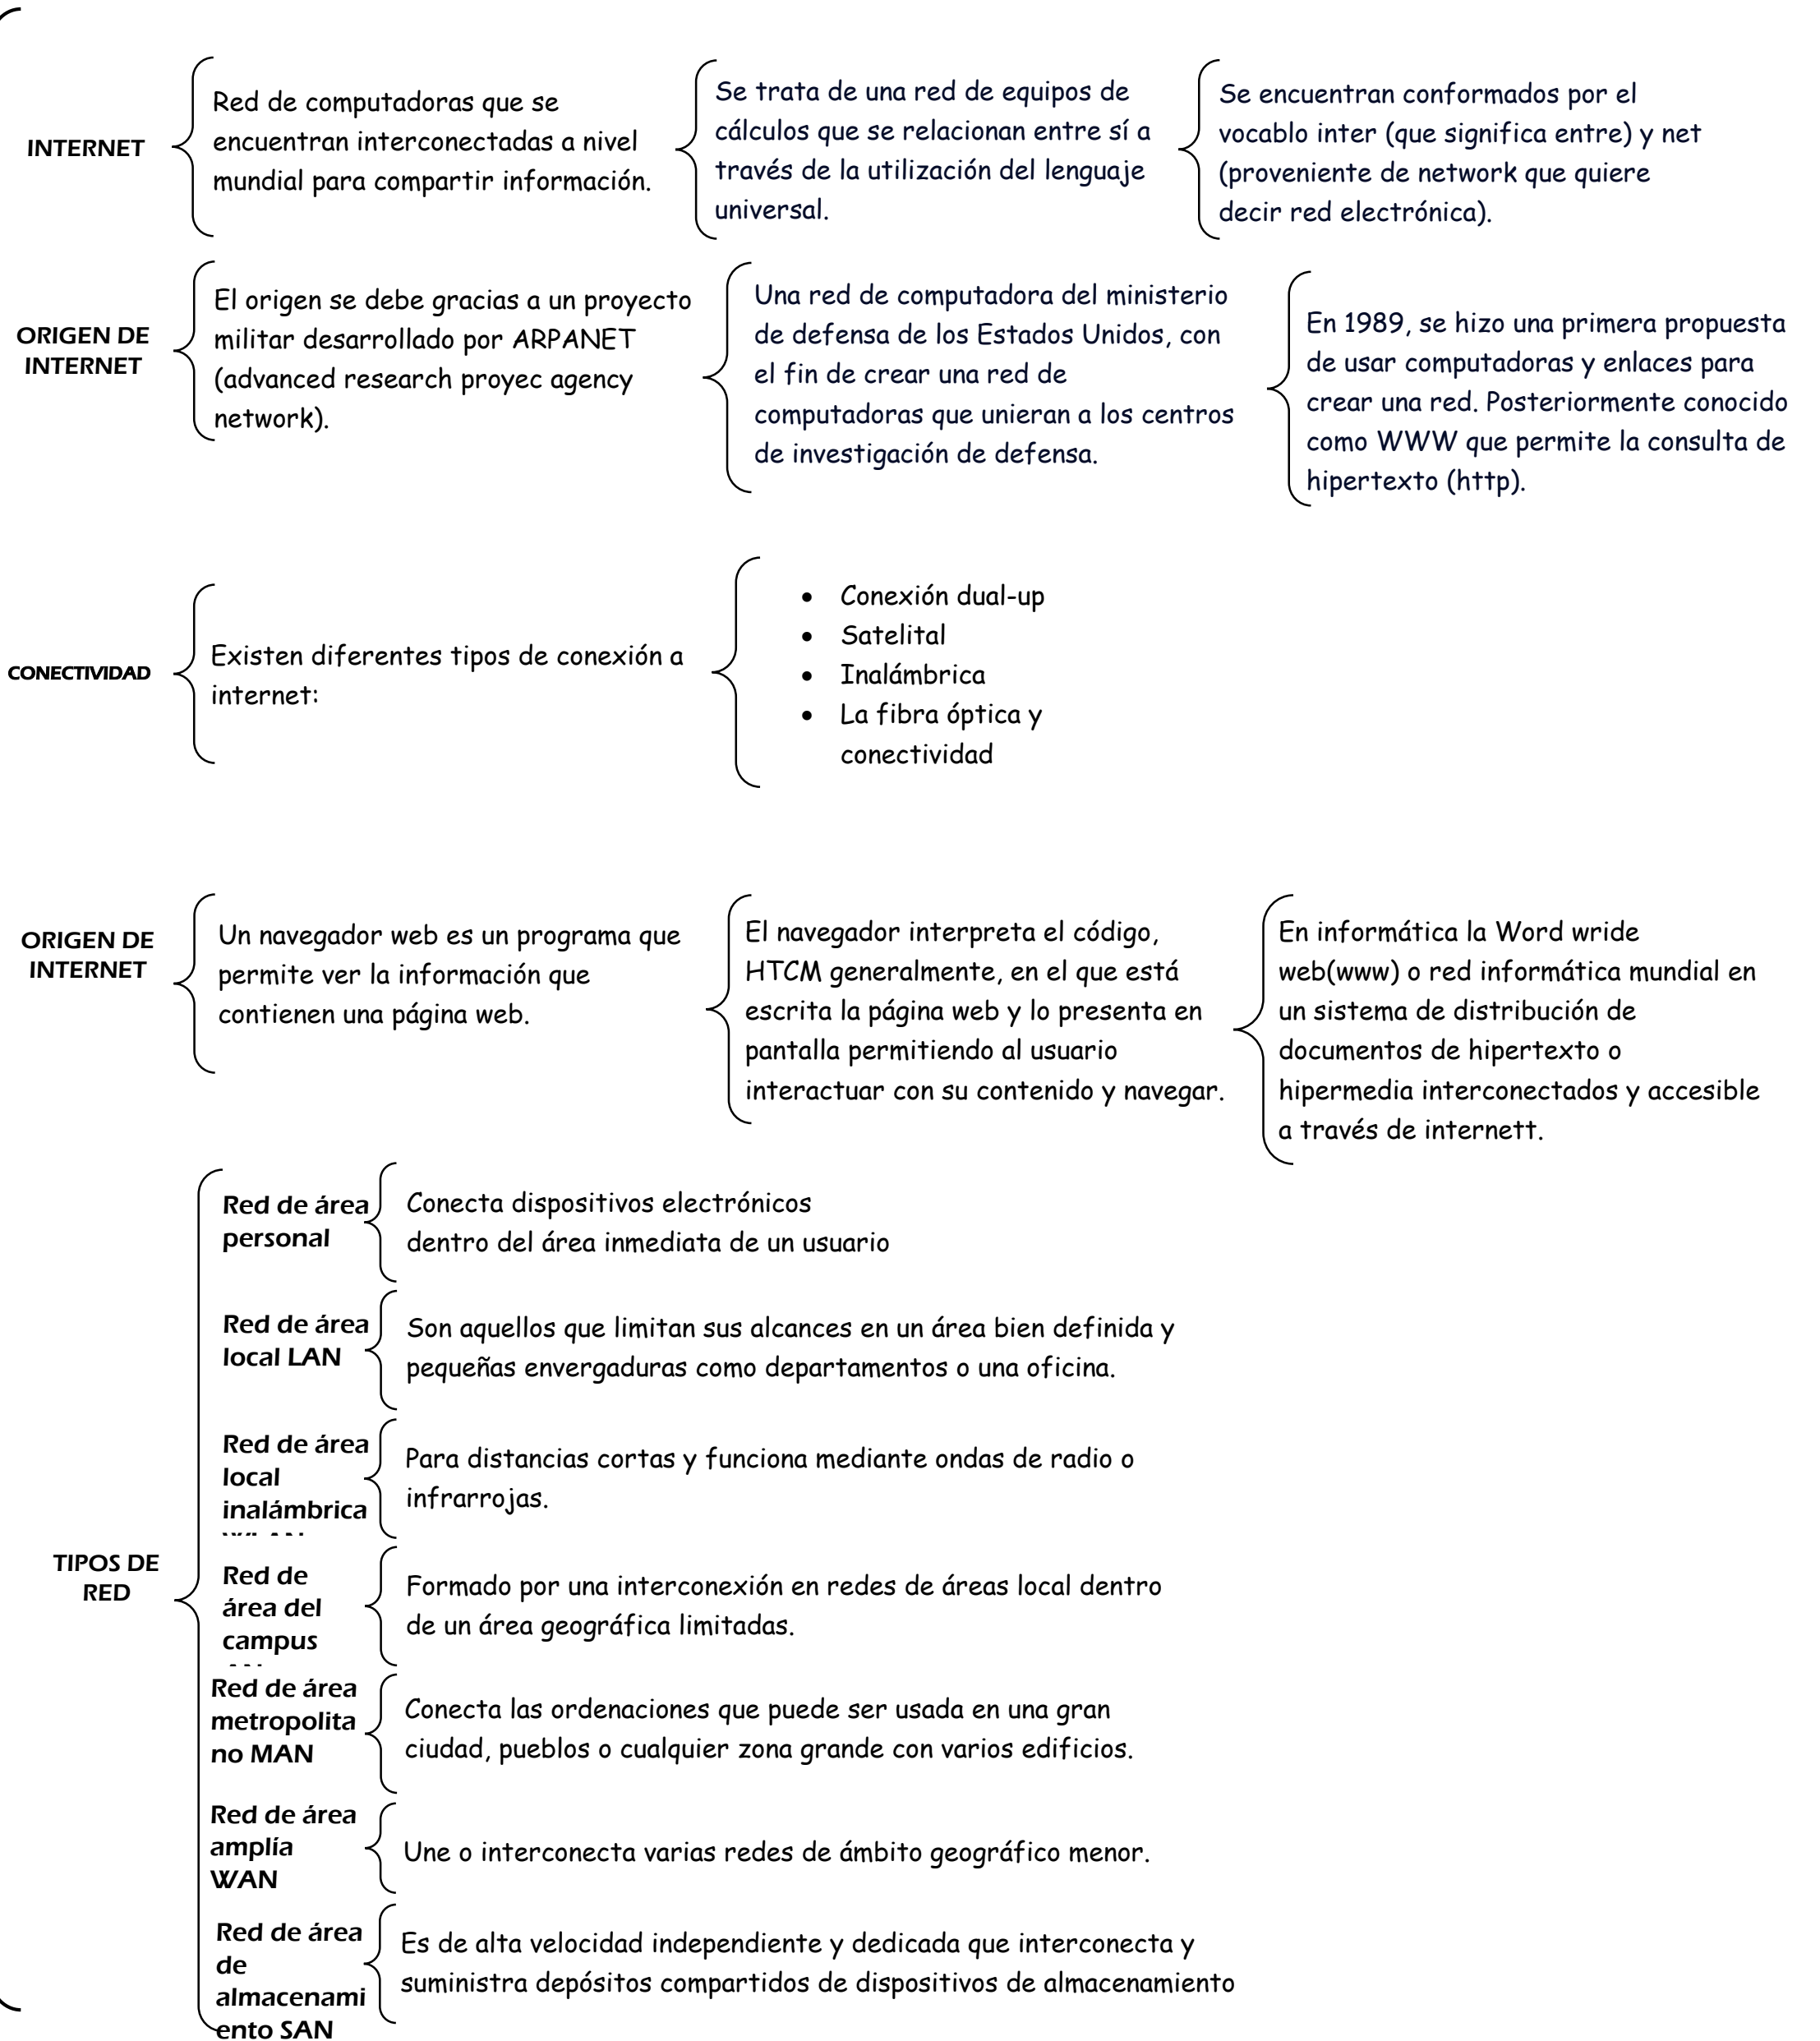 INTERNET
Red de computadoras que se
encuentran interconectadas a nivel
mundial para compartir información.
Se trata de una red de equipos de
cálculos que se relacionan entre sí a
través de la utilización del lenguaje
universal.
Se encuentran conformados por el
vocablo inter (que significa entre) y net
(proveniente de network que quiere
decir red electrónica).
ORIGEN DE
INTERNET
El origen se debe gracias a un proyecto
militar desarrollado por ARPANET
(advanced research proyec agency
network).
Una red de computadora del ministerio
de defensa de los Estados Unidos, con
el fin de crear una red de
computadoras que unieran a los centros
de investigación de defensa.
En 1989, se hizo una primera propuesta
de usar computadoras y enlaces para
crear una red. Posteriormente conocido
como WWW que permite la consulta de
hipertexto (http).
CONECTIVIDAD
Existen diferentes tipos de conexión a
internet:
• Conexión dual-up
• Satelital
• Inalámbrica
• La fibra óptica y
conectividad
ORIGEN DE
INTERNET
Un navegador web es un programa que
permite ver la información que
contienen una página web.
El navegador interpreta el código,
HTCM generalmente, en el que está
escrita la página web y lo presenta en
pantalla permitiendo al usuario
interactuar con su contenido y navegar.
En informática la Word wride
web(www) o red informática mundial en
un sistema de distribución de
documentos de hipertexto o
hipermedia interconectados y accesible
a través de internett.
TIPOS DE
RED
Red de área
personal
Conecta dispositivos electrónicos
dentro del área inmediata de un usuario
Red de área
local LAN
Son aquellos que limitan sus alcances en un área bien definida y
pequeñas envergaduras como departamentos o una oficina.
Red de área
local
inalámbrica
Para distancias cortas y funciona mediante ondas de radio o
infrarrojas.
Red de
área del
campus
Formado por una interconexión en redes de áreas local dentro
de un área geográfica limitadas.
Red de área
metropolita
no MAN
Conecta las ordenaciones que puede ser usada en una gran
ciudad, pueblos o cualquier zona grande con varios edificios.
Red de área
amplía
WAN
Une o interconecta varias redes de ámbito geográfico menor.
Red de área
de
almacenami
ento SAN
Es de alta velocidad independiente y dedicada que interconecta y
suministra depósitos compartidos de dispositivos de almacenamiento